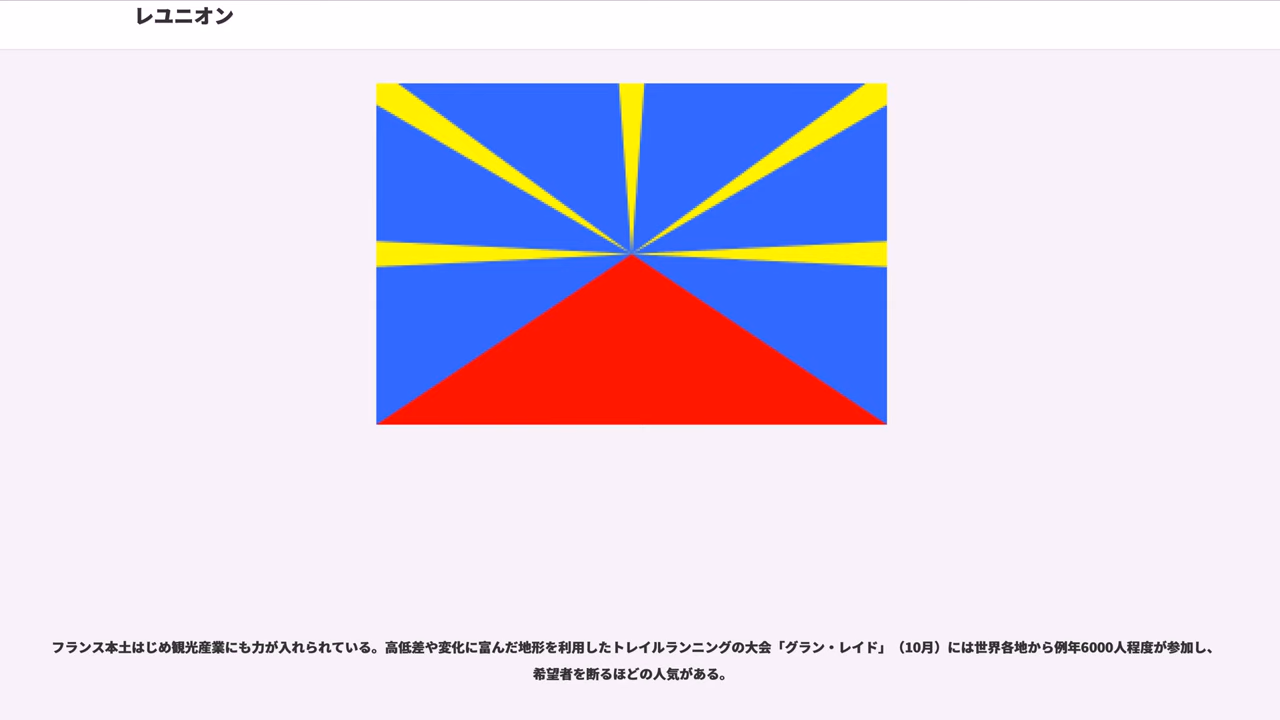 レユニオン
フランス本土はじめ観光産業にも力が入れられている。高低差や変化に富んだ地形を利用したトレイルランニングの大会「グラン・レイド」（10月）には世界各地から例年6000人程度が参加し、
希望者を断るほどの人気がある。